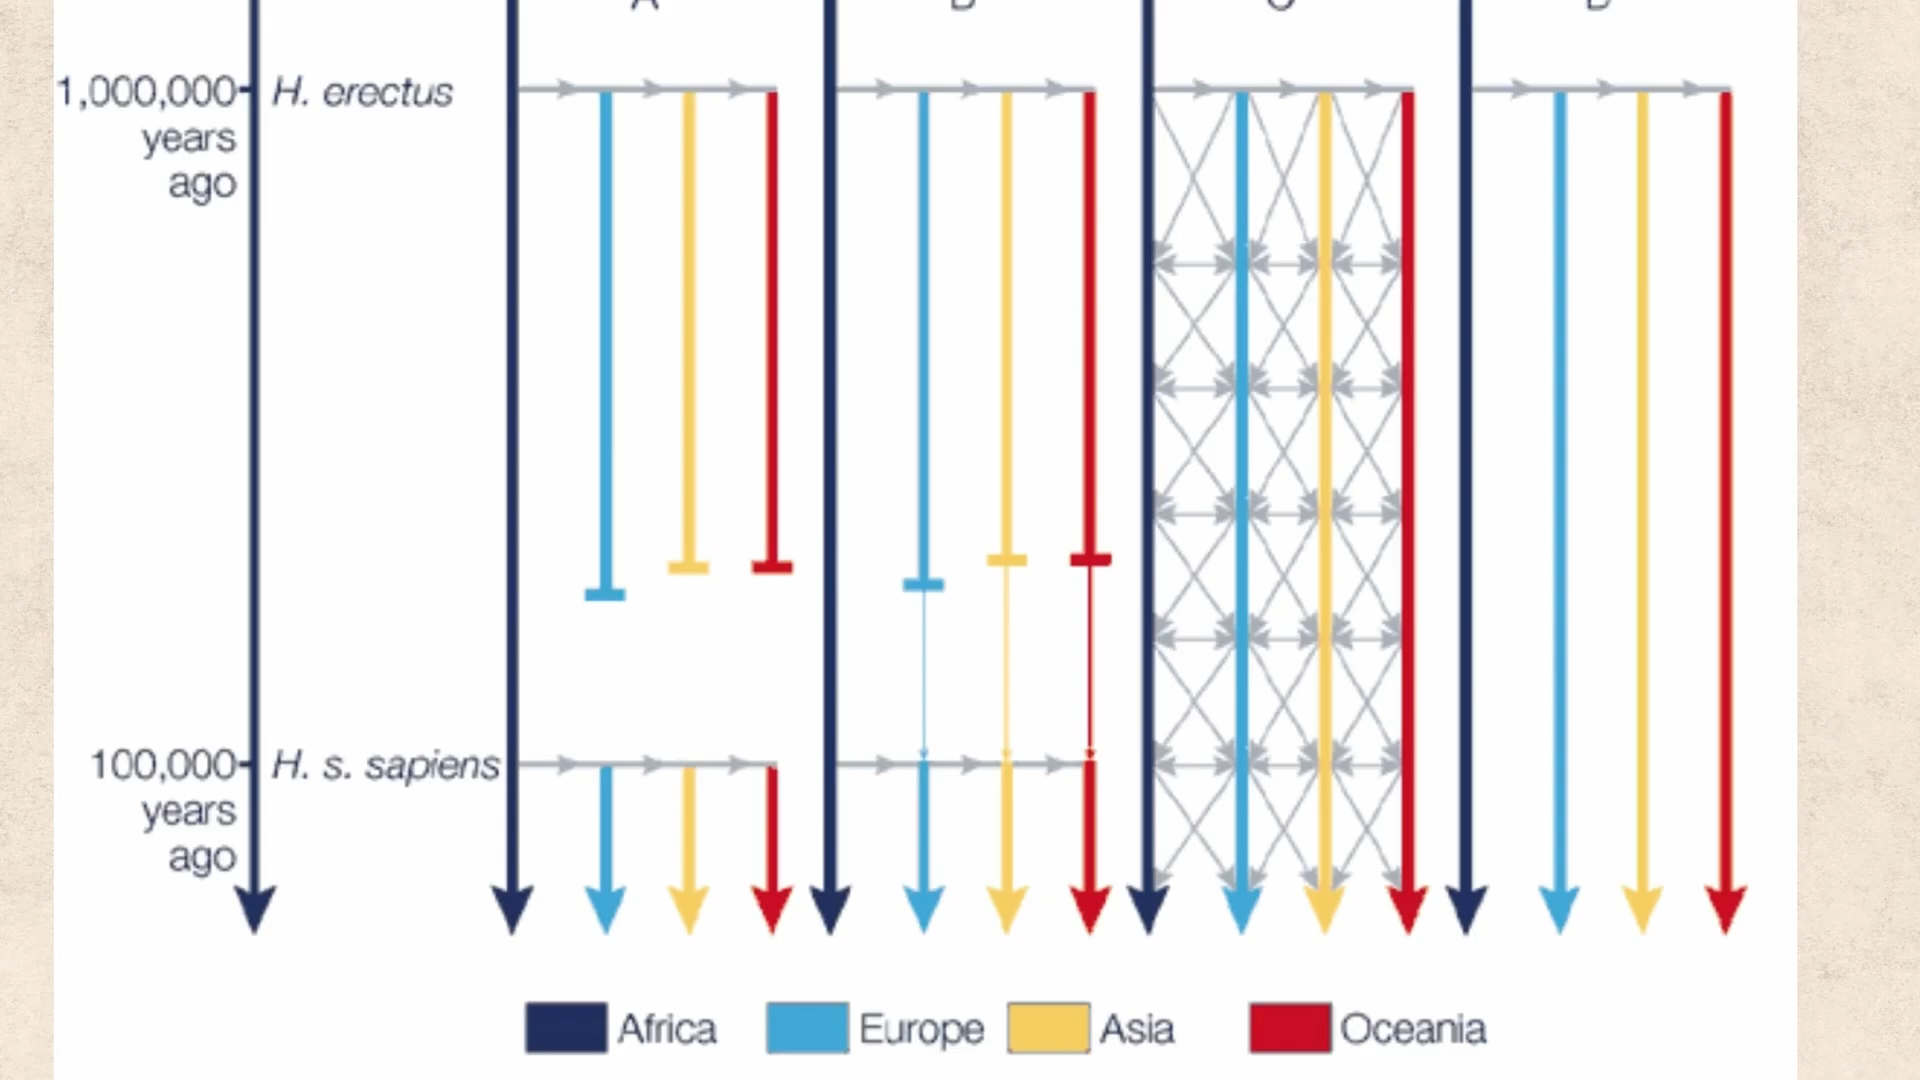 A B C D
1,000,000 H. erectus
years
ago
100,000 H. s. sapiens
years
ago
Africa Europe Asia Oceania